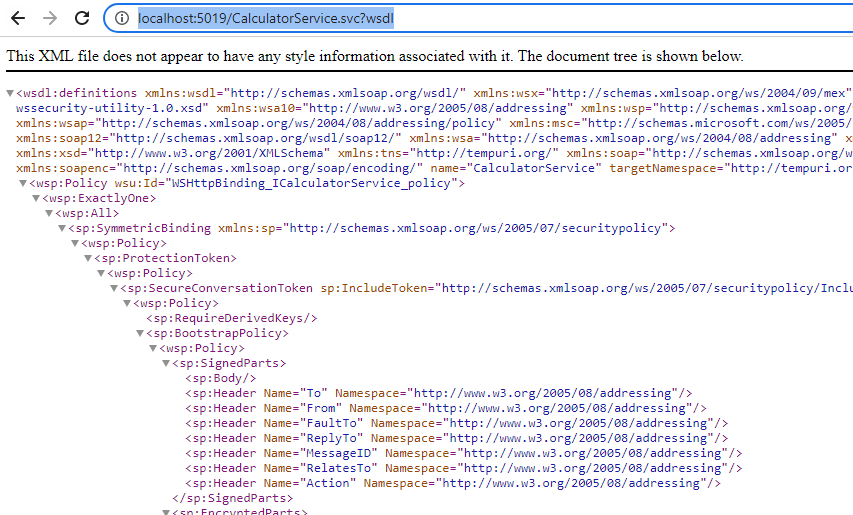 localhost:5019/CalculatorService.svc?wsdl
This XML file does not appear to have any style information associated with it. The document tree is shown below.
▼<wsdl:definitions xmlns:wsdl="http://schemas.xmlsoap.org/wsdl/" xmlns:wsx="http://schemas.xmlsoap.org/ws/2004/09/mex"
wssecurity-utility-1.0.xsd" xmlns:wsa10="http://www.w3.org/2005/08/addressing" xmlns:wsp="http://schemas.xmlsoap.org/
xmlns:wsap="http://schemas.xmlsoap.org/ws/2004/08/addressing/policy" xmlns:msc="http://schemas.microsoft.com/ws/2005/
xmlns:soap12="http://schemas.xmlsoap.org/wsdl/soap12/" xmlns:wsa="http://schemas.xmlsoap.org/ws/2004/08/addressing" x
xmlns:xsd="http://www.w3.org/2001/XMLSchema" xmlns:tns="http://tempuri.org/" xmlns:soap="http://schemas.xmlsoap.org/w
xmlns:soapenc="http://schemas.xmlsoap.org/soap/encoding/" name="CalculatorService" targetNamespace="http://tempuri.or
▼<wsp:Policy wsu:Id="WSHttpBinding_ICalculatorService_policy">
▼<wsp:ExactlyOne>
▼<wsp:All>
▼<sp:SymmetricBinding xmlns:sp="http://schemas.xmlsoap.org/ws/2005/07/securitypolicy">
▼<wsp:Policy>
▼<sp:ProtectionToken>
▼<wsp:Policy>
▼<sp:SecureConversationToken sp:IncludeToken="http://schemas.xmlsoap.org/ws/2005/07/securitypolicy/Inclu
▼<wsp:Policy>
<sp:RequireDerivedKeys/>
▼<sp:BootstrapPolicy>
▼<wsp:Policy>
▼<sp:SignedParts>
<sp:Body/>
<sp:Header Name="To" Namespace="http://www.w3.org/2005/08/addressing"/>
<sp:Header Name="From" Namespace="http://www.w3.org/2005/08/addressing"/>
<sp:Header Name="FaultTo" Namespace="http://www.w3.org/2005/08/addressing"/>
<sp:Header Name="ReplyTo" Namespace="http://www.w3.org/2005/08/addressing"/>
<sp:Header Name="MessageID" Namespace="http://www.w3.org/2005/08/addressing"/>
<sp:Header Name="RelatesTo" Namespace="http://www.w3.org/2005/08/addressing"/>
<sp:Header Name="Action" Namespace="http://www.w3.org/2005/08/addressing"/>
</sp:SignedParts>
▼<sp:EncryptedParts>